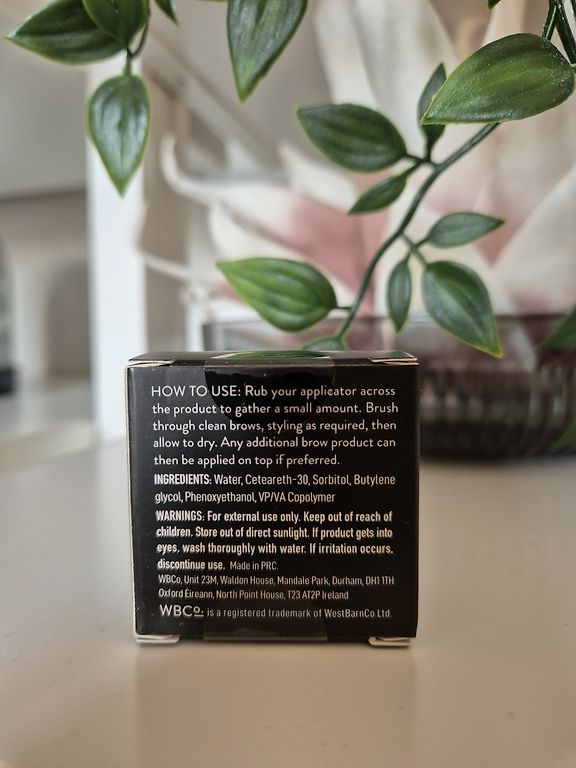 HOW TO USE: Rub your applicator across
the product to gather a small amount. Brush
through clean brows, styling as required, then
allow to dry. Any additional brow product can
then be applied on top if preferred.
INGREDIENTS: Water, Ceteareth-30, Sorbitol, Butylene
glycol, Phenoxyethanol, VP/VA Copolymer
WARNINGS: For external use only. Keep out of reach of
children. Store out of direct sunlight. If product gets into
eyes, wash thoroughly with water. If irritation occurs,
discontinue use. Made in PRC.
WBCo, Unit 23M, Waldon House, Mandale Park, Durham, DH1 1TH
Oxford Éireann, North Point House, T23 AT2P Ireland
WBCo. is a registered trademark of WestBarnCo Ltd.